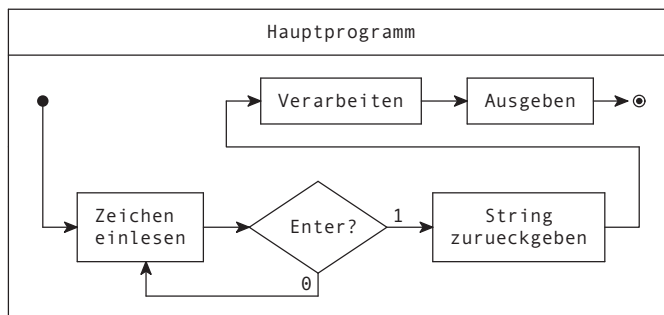 Hauptprogramm
Verarbeiten
Ausgeben
Zeichen
einlesen
Enter?
1
0
String
zurueckgeben